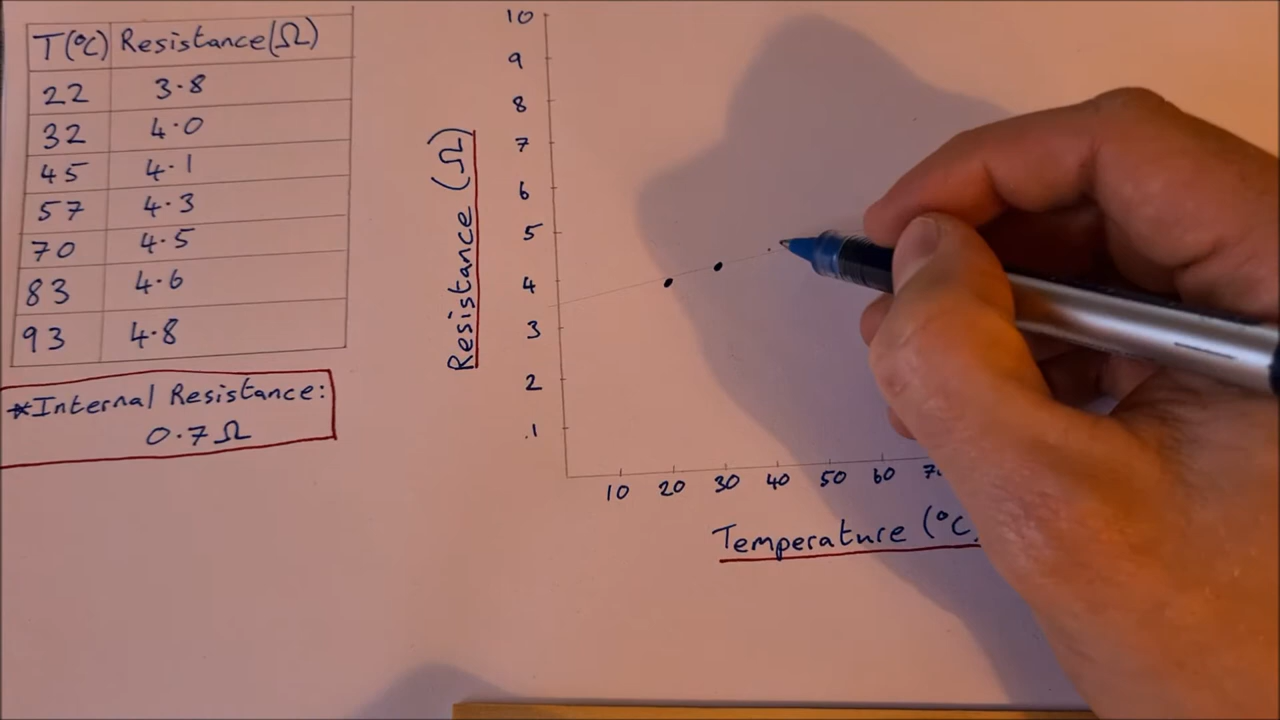 T(°C) Resistance(Ω)
22 3.8
32 4.0
45 4.1
57 4.3
70 4.5
83 4.6
93 4.8
*Internal Resistance:
0.7Ω
Resistance (Ω)
10
9
8
7
6
5
4
3
2
1
10 20 30 40 50 60
Temperature (°C